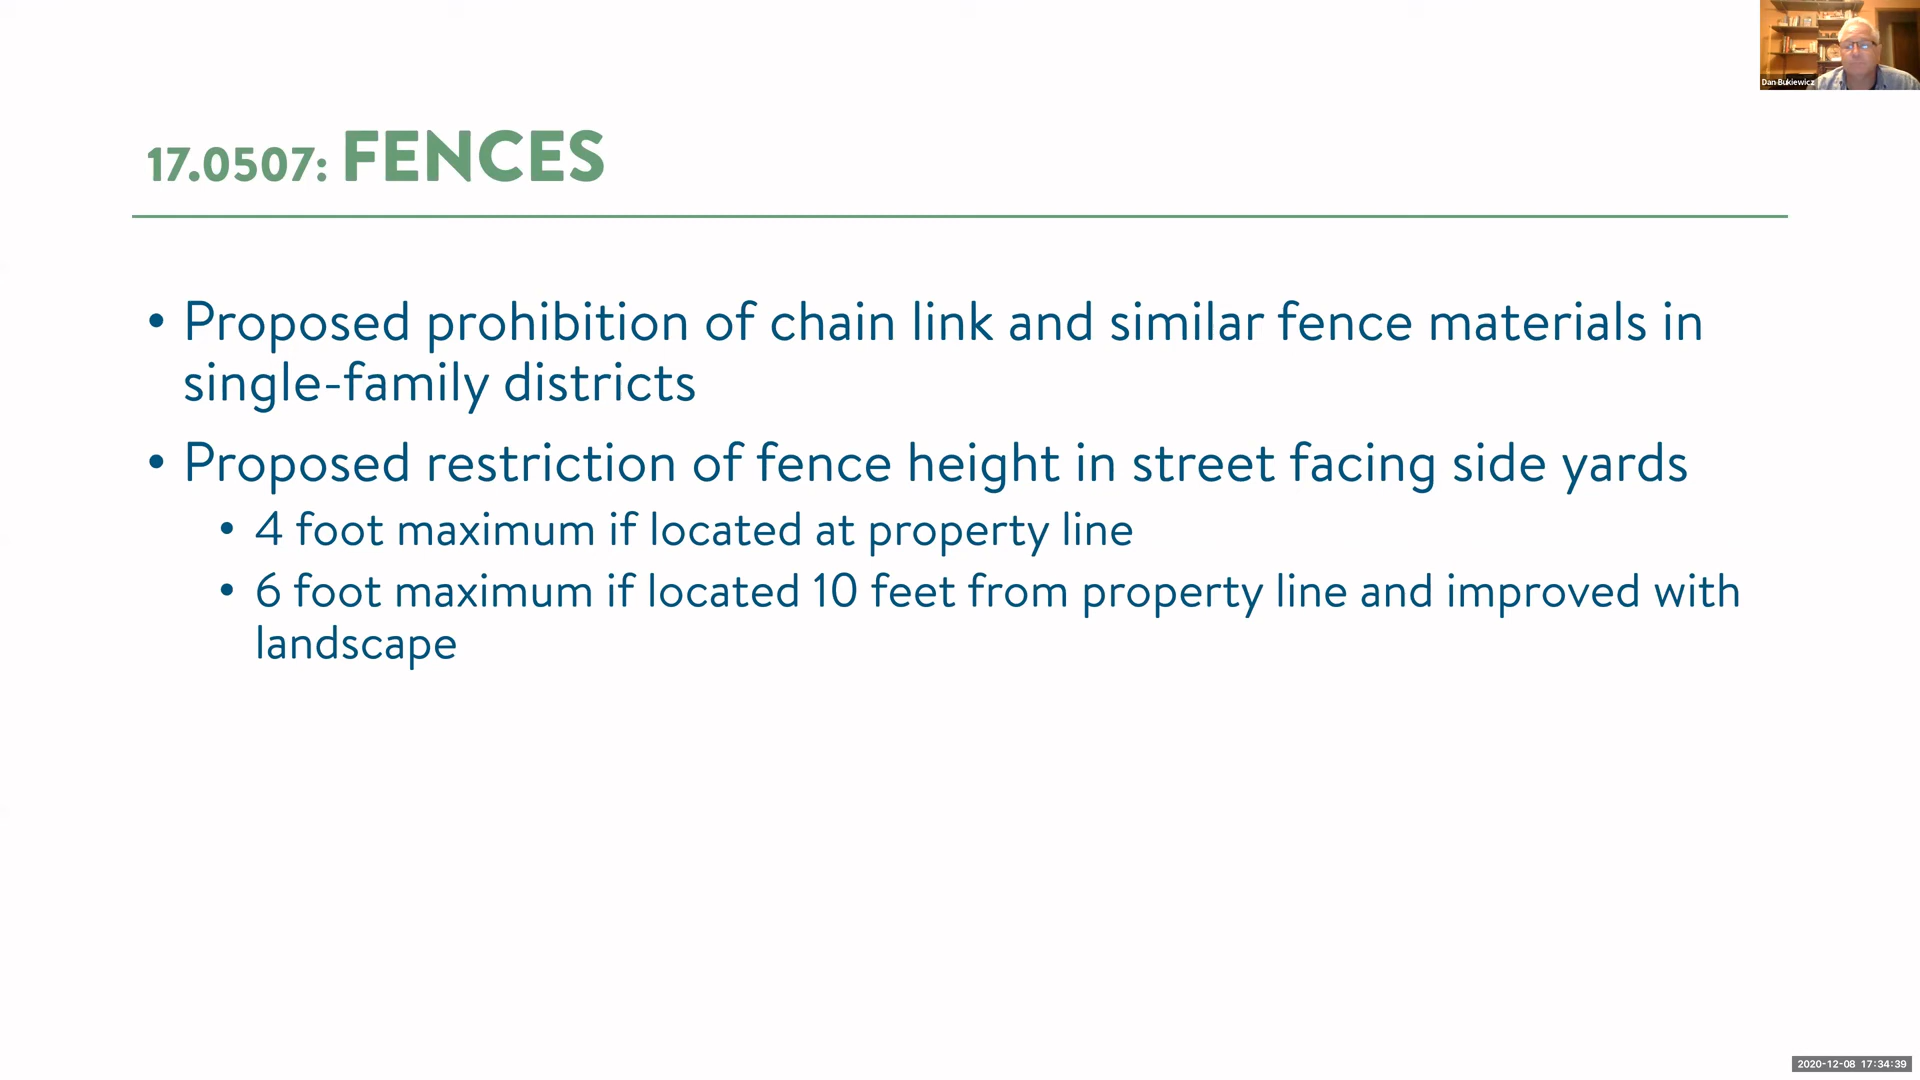 Dan Bukiewicz
17.0507: FENCES
• Proposed prohibition of chain link and similar fence materials in
single-family districts
• Proposed restriction of fence height in street facing side yards
• 4 foot maximum if located at property line
• 6 foot maximum if located 10 feet from property line and improved with
landscape
2020-12-08 17:34:39